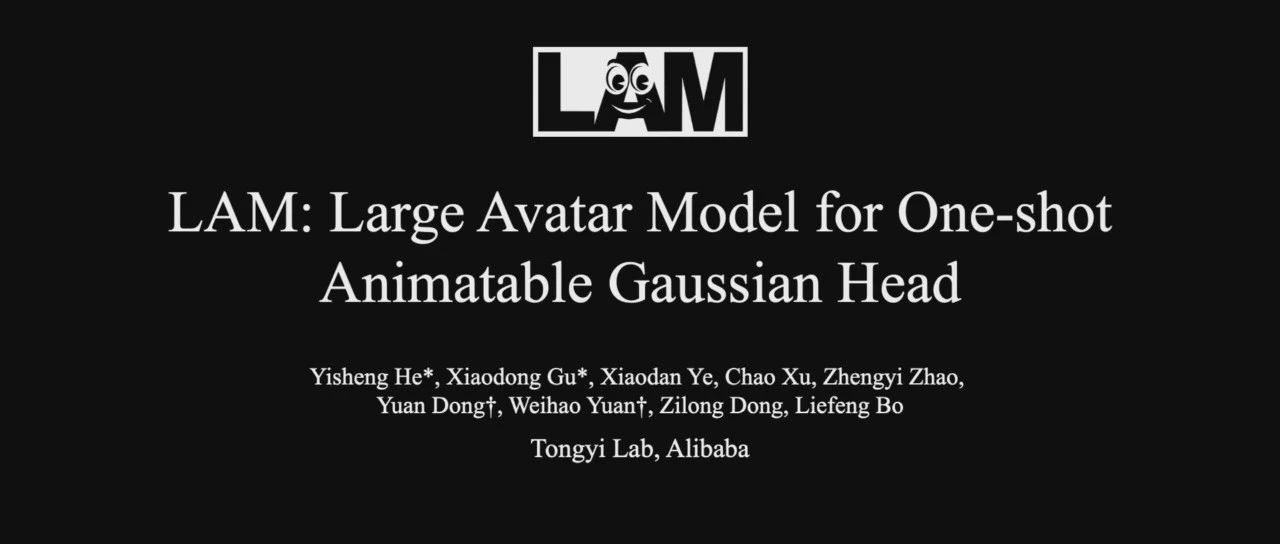 LAM
LAM: Large Avatar Model for One-shot
Animatable Gaussian Head
Yisheng He*, Xiaodong Gu*, Xiaodan Ye, Chao Xu, Zhengyi Zhao,
Yuan Dong†, Weihao Yuan†, Zilong Dong, Liefeng Bo
Tongyi Lab, Alibaba